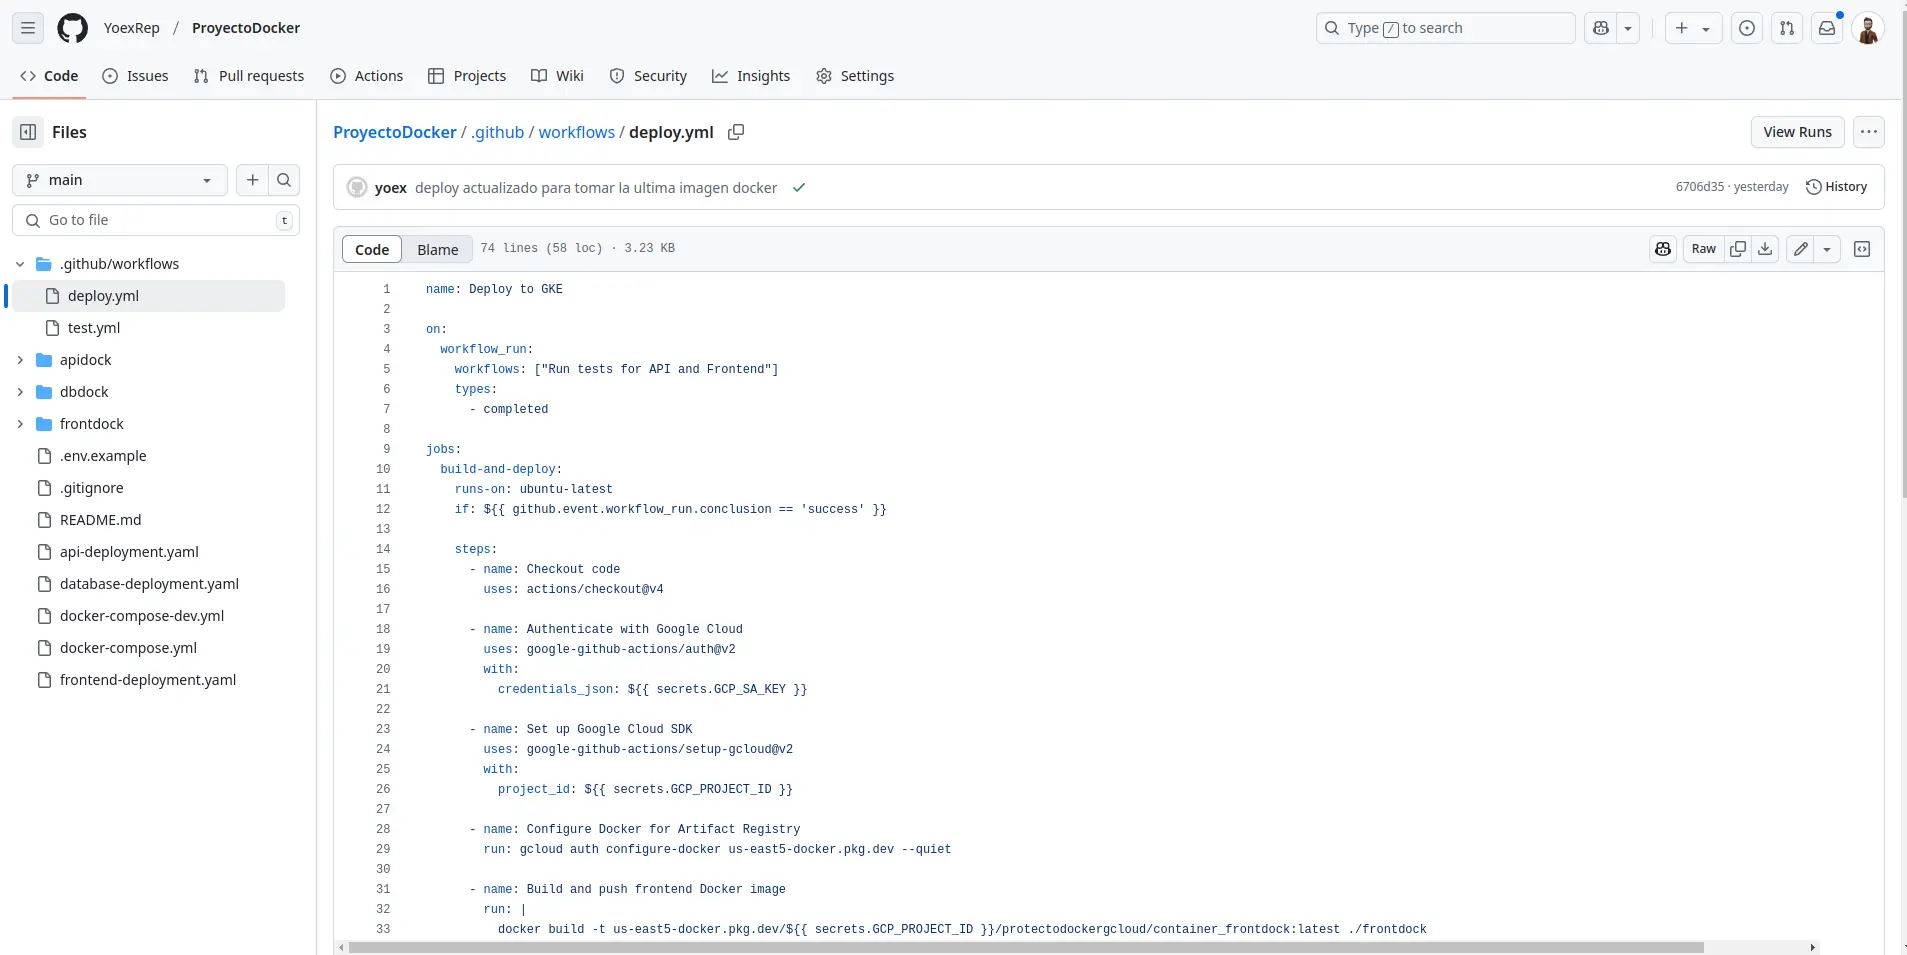 YoexRep / ProyectoDocker
Type / to search
Code Issues Pull requests Actions Projects Wiki Security Insights Settings
Files
main
Go to file t
.github/workflows
deploy.yml
test.yml
apidock
dbdock
frontdock
.env.example
.gitignore
README.md
api-deployment.yaml
database-deployment.yaml
docker-compose-dev.yml
docker-compose.yml
frontend-deployment.yaml
ProyectoDocker / .github / workflows / deploy.yml
View Runs
yoex deploy actualizado para tomar la ultima imagen docker
6706d35 · yesterday History
Code Blame 74 lines (58 loc) · 3.23 KB
Raw
1 name: Deploy to GKE
2
3 on:
4 workflow_run:
5 workflows: ["Run tests for API and Frontend"]
6 types:
7 - completed
8
9 jobs:
10 build-and-deploy:
11 runs-on: ubuntu-latest
12 if: ${{ github.event.workflow_run.conclusion == 'success' }}
13
14 steps:
15 - name: Checkout code
16 uses: actions/checkout@v4
17
18 - name: Authenticate with Google Cloud
19 uses: google-github-actions/auth@v2
20 with:
21 credentials_json: ${{ secrets.GCP_SA_KEY }}
22
23 - name: Set up Google Cloud SDK
24 uses: google-github-actions/setup-gcloud@v2
25 with:
26 project_id: ${{ secrets.GCP_PROJECT_ID }}
27
28 - name: Configure Docker for Artifact Registry
29 run: gcloud auth configure-docker us-east5-docker.pkg.dev --quiet
30
31 - name: Build and push frontend Docker image
32 run: |
33 docker build -t us-east5-docker.pkg.dev/${{ secrets.GCP_PROJECT_ID }}/protectodockergcloud/container_frontdock:latest ./frontdock